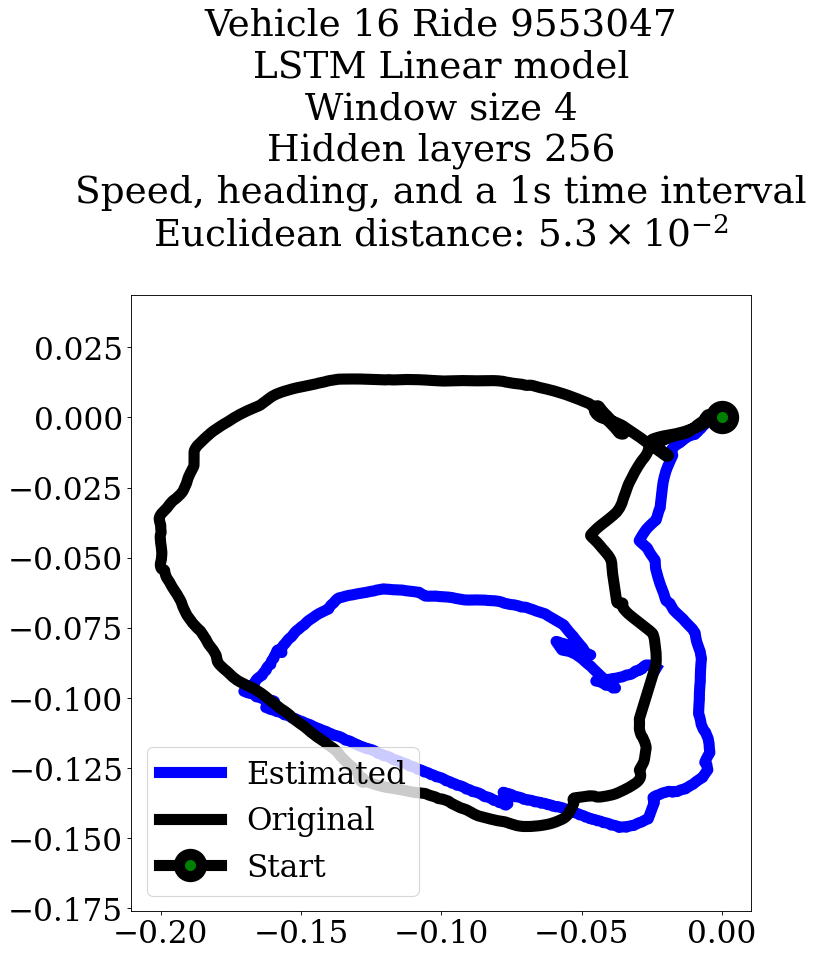 Vehicle 16 Ride 9553047
LSTM Linear model
Window size 4
Hidden layers 256
Speed, heading, and a 1s time interval
Euclidean distance: 5.3 × 10⁻²
0.025
0.000
−0.025
−0.050
−0.075
−0.100
−0.125
−0.150
−0.175
Estimated
Original
Start
−0.20 −0.15 −0.10 −0.05 0.00